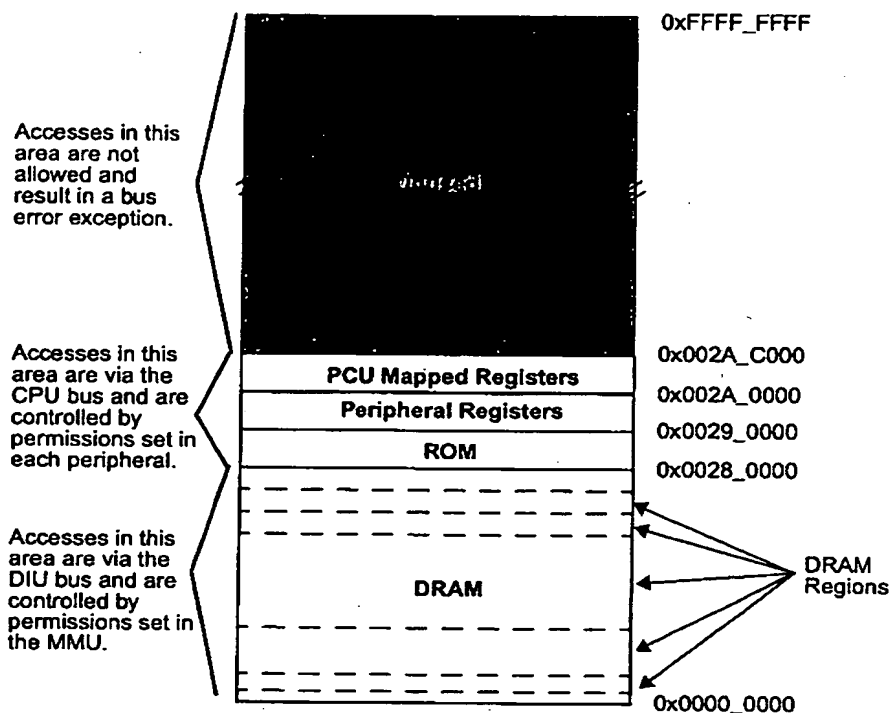 0xFFFF_FFFF
Accesses in this
area are not
allowed and
result in a bus
error exception.
Accesses in this
area are via the
CPU bus and are
controlled by
permissions set in
each peripheral.
0x002A_C000
PCU Mapped Registers
0x002A_0000
Peripheral Registers
0x0029_0000
ROM
0x0028_0000
Accesses in this
area are via the
DIU bus and are
controlled by
permissions set in
the MMU.
DRAM
DRAM
Regions
0x0000_0000